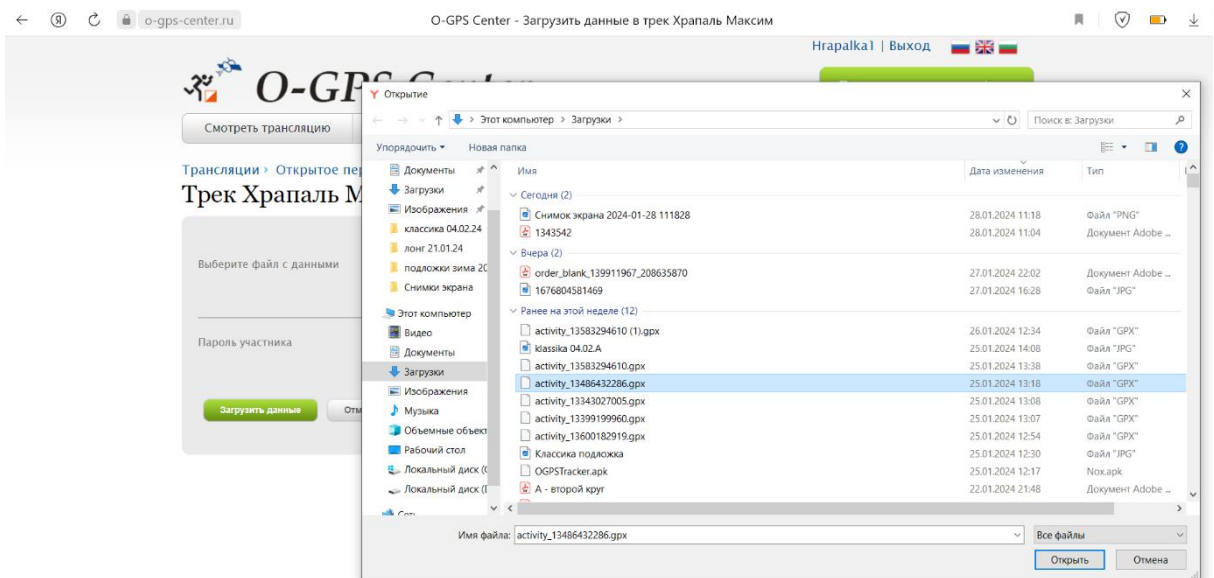 o-gps-center.ru
O-GPS Center - Загрузить данные в трек Храпаль Максим
Hrapalka1 | Выход
O-GPS Center
Смотреть трансляцию
Трансляции › Открытое пер
Трек Храпаль М
Выберите файл с данными
Пароль участника
Загрузить данные
Отм
Открытие
Этот компьютер › Загрузки ›
Поиск в: Загрузки
Упорядочить
Новая папка
Документы
Загрузки
Изображения
классика 04.02.24
лонг 21.01.24
подложки зима 20
Снимки экрана
Этот компьютер
Видео
Документы
Загрузки
Изображения
Музыка
Объемные объект
Рабочий стол
Локальный диск (
Локальный диск (
Сеть
Имя Дата изменения Тип
Сегодня (2)
Снимок экрана 2024-01-28 111828 28.01.2024 11:18 Файл "PNG"
1343542 28.01.2024 11:04 Документ Adobe ...
Вчера (2)
order_blank_139911967_208635870 27.01.2024 22:02 Документ Adobe ...
1676804581469 27.01.2024 16:28 Файл "JPG"
Ранее на этой неделе (12)
activity_13583294610 (1).gpx 26.01.2024 12:34 Файл "GPX"
klassika 04.02.A 25.01.2024 14:08 Файл "JPG"
activity_13583294610.gpx 25.01.2024 13:38 Файл "GPX"
activity_13486432286.gpx 25.01.2024 13:18 Файл "GPX"
activity_13343027005.gpx 25.01.2024 13:08 Файл "GPX"
activity_13399199960.gpx 25.01.2024 13:07 Файл "GPX"
activity_13600182919.gpx 25.01.2024 12:54 Файл "GPX"
Классика подложка 25.01.2024 12:30 Файл "JPG"
OGPSTracker.apk 25.01.2024 12:17 Nox.apk
А - второй круг 22.01.2024 21:48 Документ Adobe ...
Имя файла: activity_13486432286.gpx
Все файлы
Открыть
Отмена